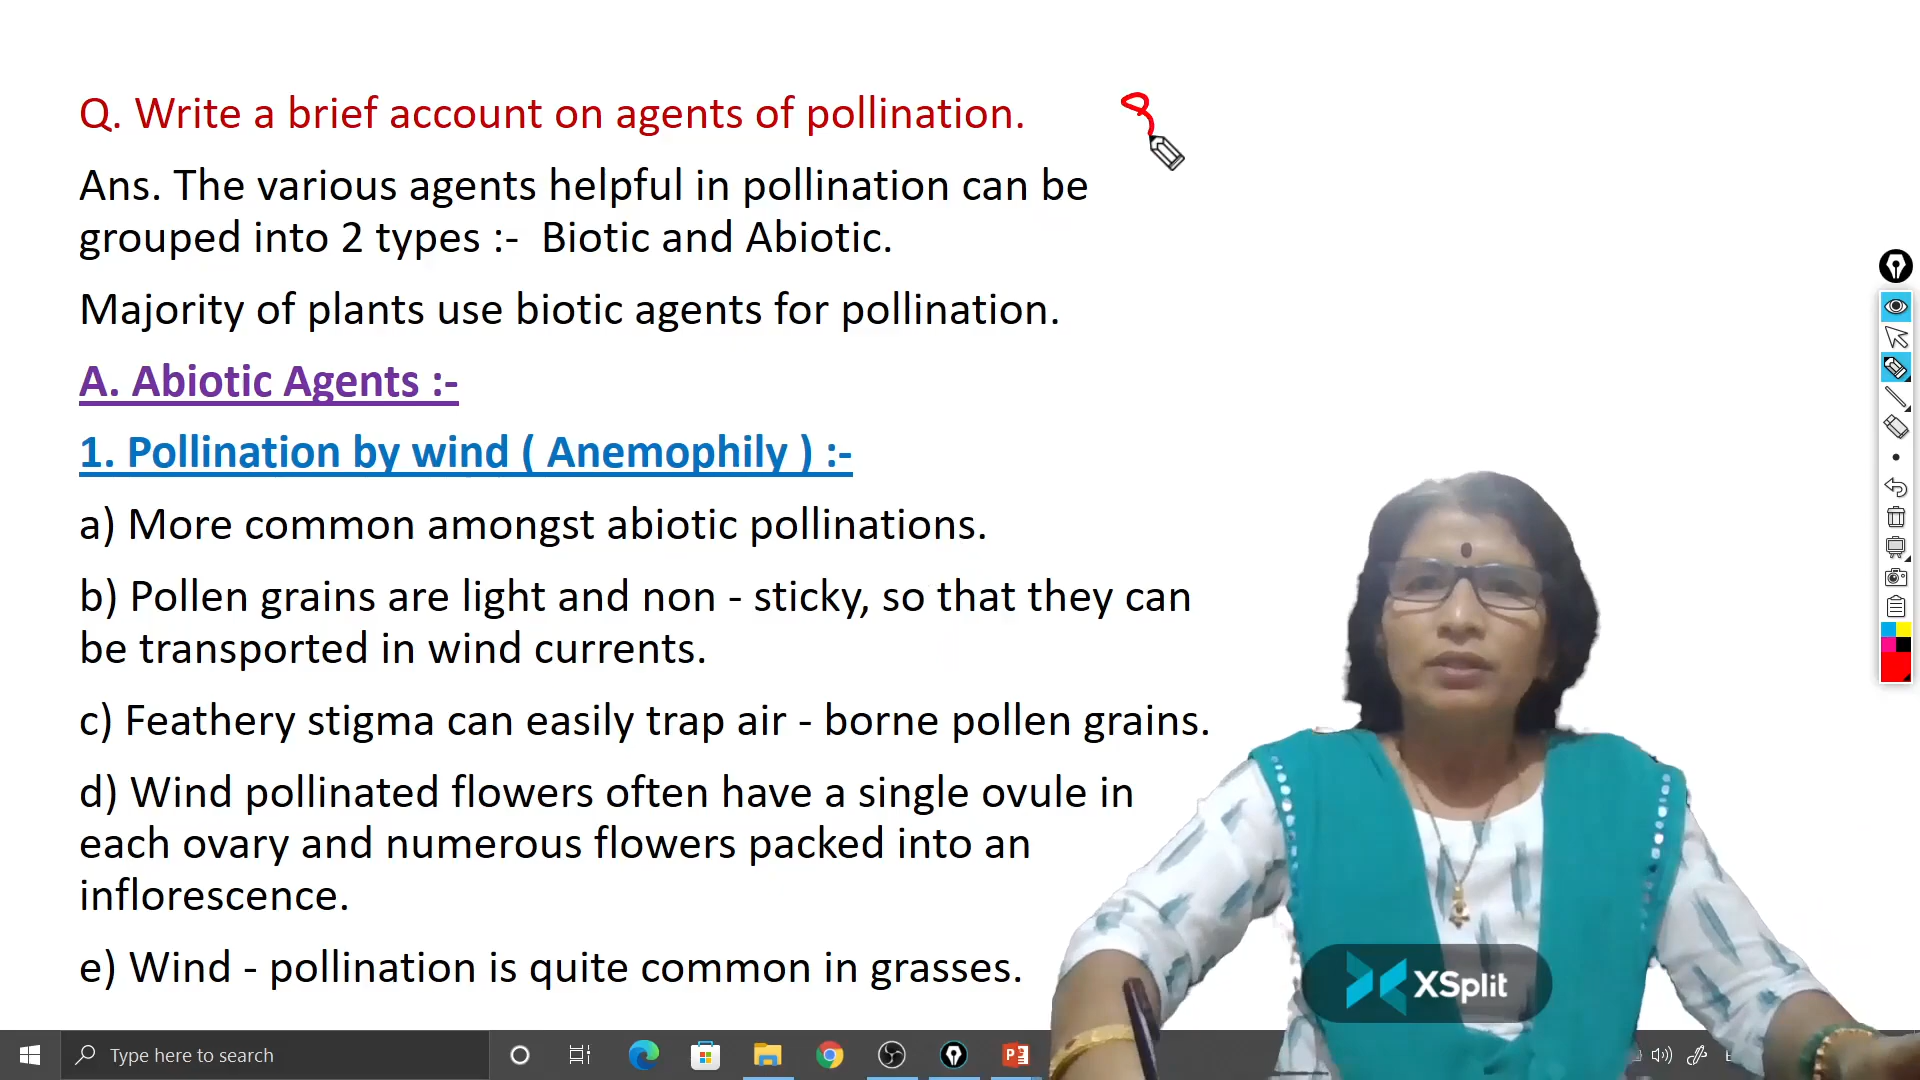 Q. Write a brief account on agents of pollination.
Ans. The various agents helpful in pollination can be
grouped into 2 types :-  Biotic and Abiotic.
Majority of plants use biotic agents for pollination.
A. Abiotic Agents :-
1. Pollination by wind ( Anemophily ) :-
a) More common amongst abiotic pollinations.
b) Pollen grains are light and non - sticky, so that they can
be transported in wind currents.
c) Feathery stigma can easily trap air - borne pollen grains.
d) Wind pollinated flowers often have a single ovule in
each ovary and numerous flowers packed into an
inflorescence.
e) Wind - pollination is quite common in grasses.
XSplit
Type here to search